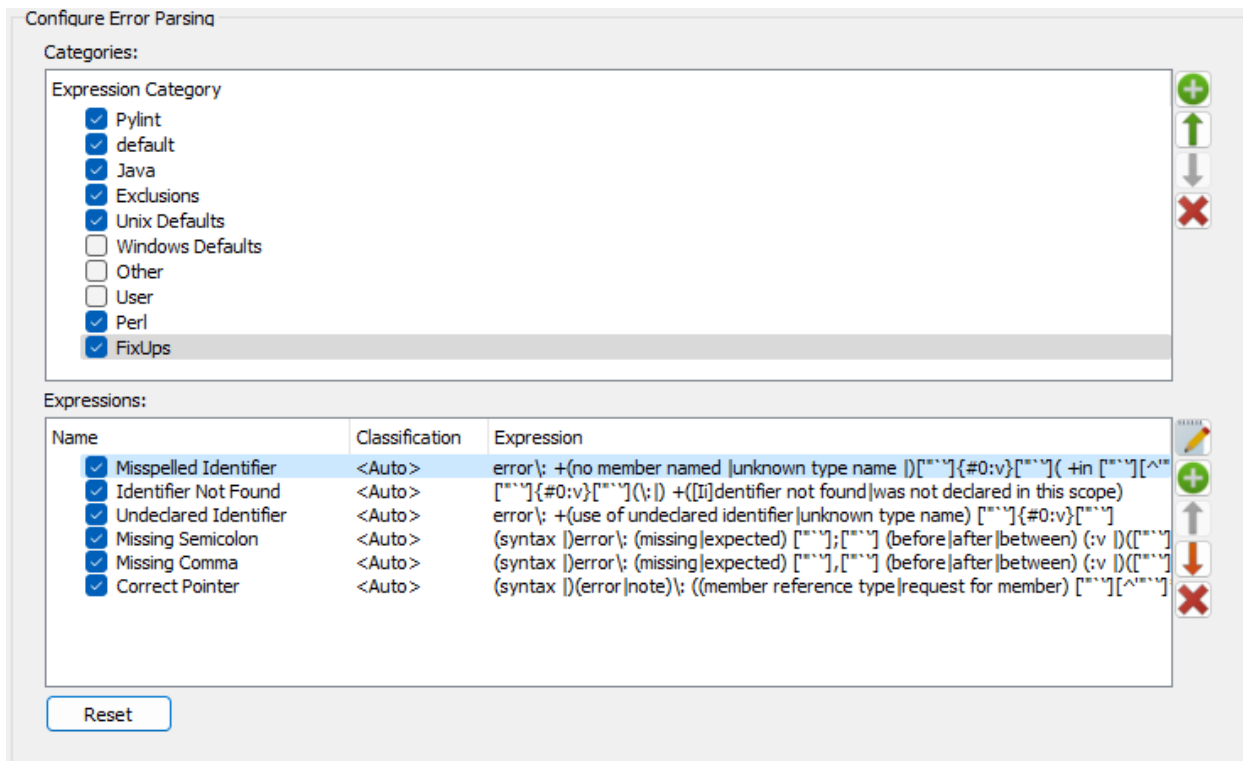 Configure Error Parsing
Categories:
Expression Category
Pylint
default
Java
Exclusions
Unix Defaults
Windows Defaults
Other
User
Perl
FixUps
Expressions:
Name Classification Expression
Misspelled Identifier <Auto> error\: +(no member named |unknown type name |)['"`']{#0:v}['"`']( +in ['"`'][^'"
Identifier Not Found <Auto> ['"`']{#0:v}['"`'](\:|) +([Ii]dentifier not found|was not declared in this scope)
Undeclared Identifier <Auto> error\: +(use of undeclared identifier|unknown type name) ['"`']{#0:v}['"`']
Missing Semicolon <Auto> (syntax |)error\: (missing|expected) ['"`'];['"`'] (before|after|between) (:v |)(['"`']
Missing Comma <Auto> (syntax |)error\: (missing|expected) ['"`'],['"`'] (before|after|between) (:v |)(['"`']
Correct Pointer <Auto> (syntax |)(error|note)\: ((member reference type|request for member) ['"`'][^'"`']
Reset